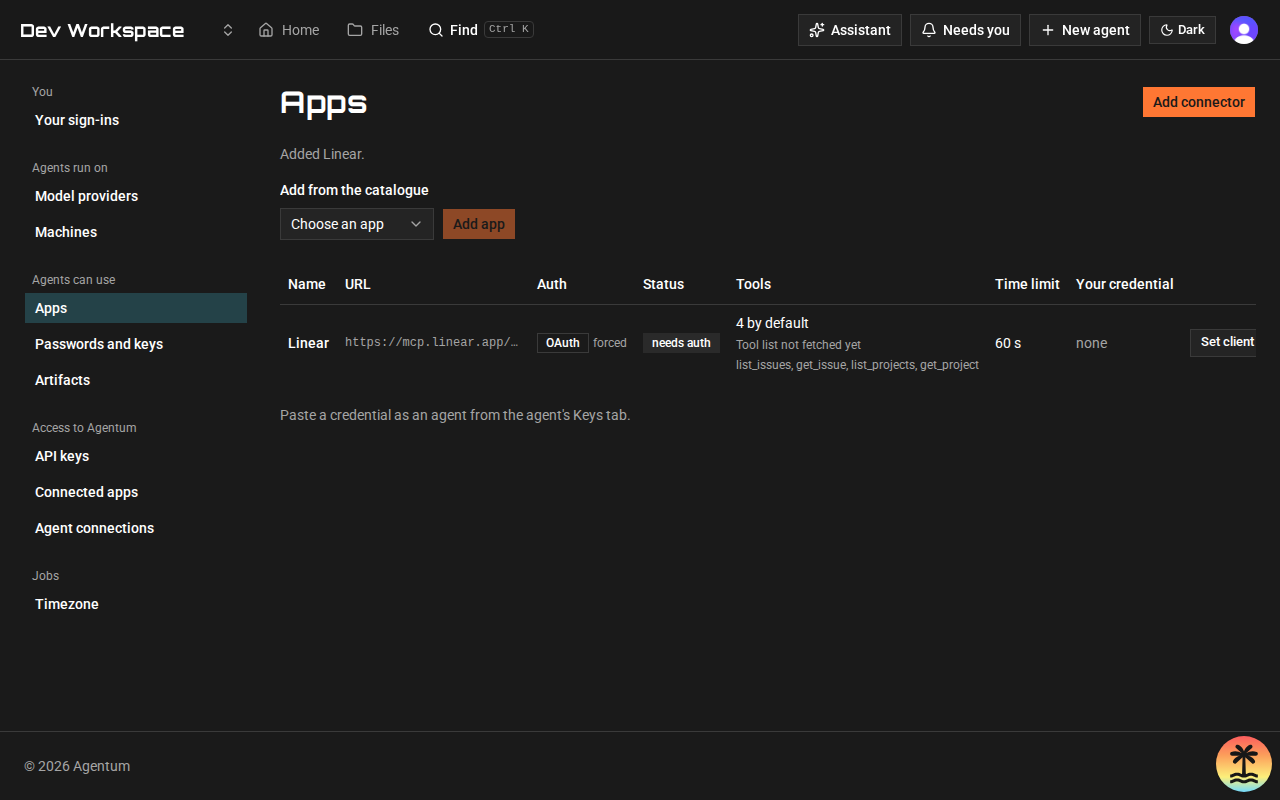 Dev Workspace
Home
Files
Find Ctrl K
Assistant
Needs you
New agent
Dark
You
Your sign-ins
Agents run on
Model providers
Machines
Agents can use
Apps
Passwords and keys
Artifacts
Access to Agentum
API keys
Connected apps
Agent connections
Jobs
Timezone
Apps
Add connector
Added Linear.
Add from the catalogue
Choose an app
Add app
Name URL Auth Status Tools Time limit Your credential
Linear https://mcp.linear.app/… OAuth forced needs auth
4 by default
Tool list not fetched yet
list_issues, get_issue, list_projects, get_project
60 s none Set client
Paste a credential as an agent from the agent's Keys tab.
© 2026 Agentum